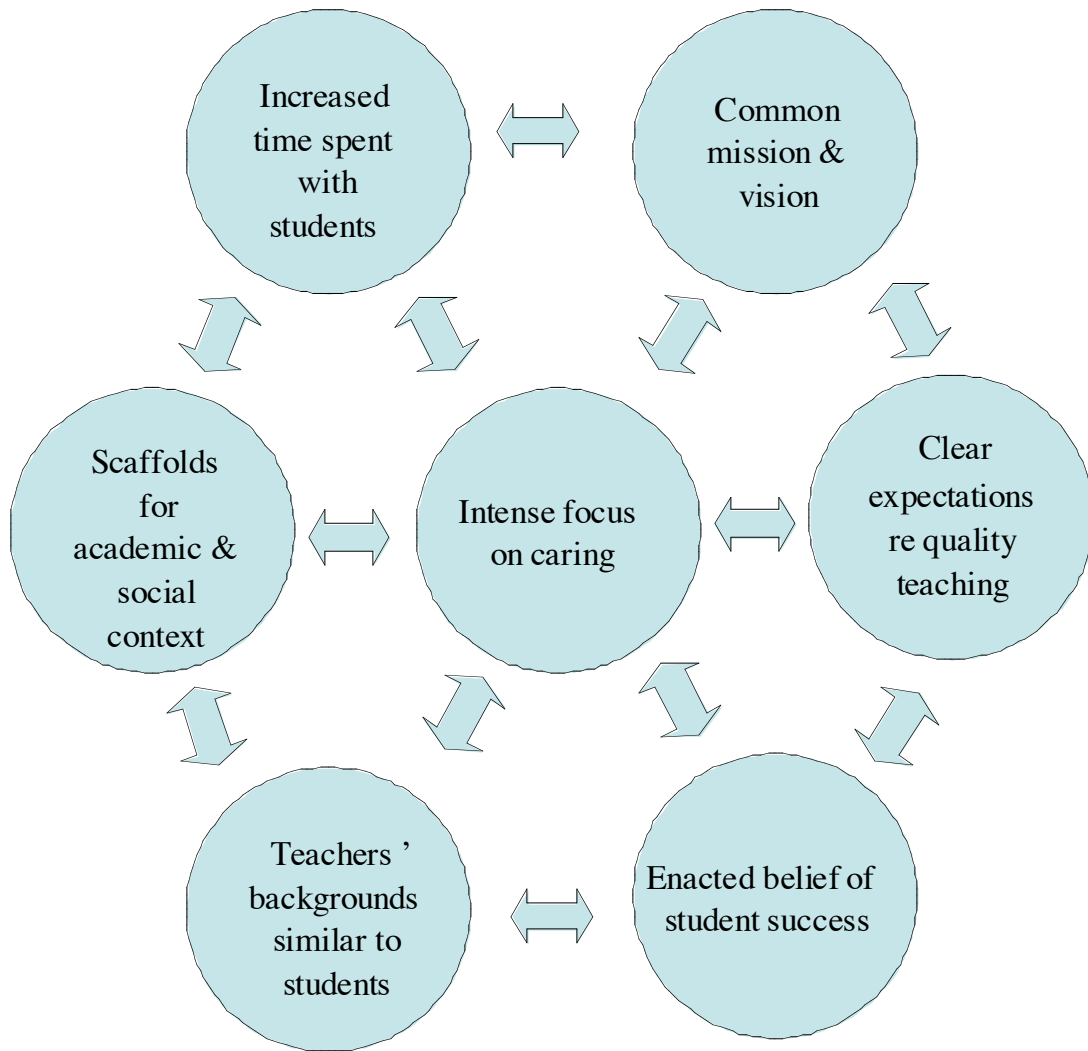 Increased
time spent
with
students
Common
mission &
vision
Scaffolds
for
academic &
social
context
Intense focus
on caring
Clear
expectations
re quality
teaching
Teachers ’
backgrounds
similar to
students
Enacted belief of
student success